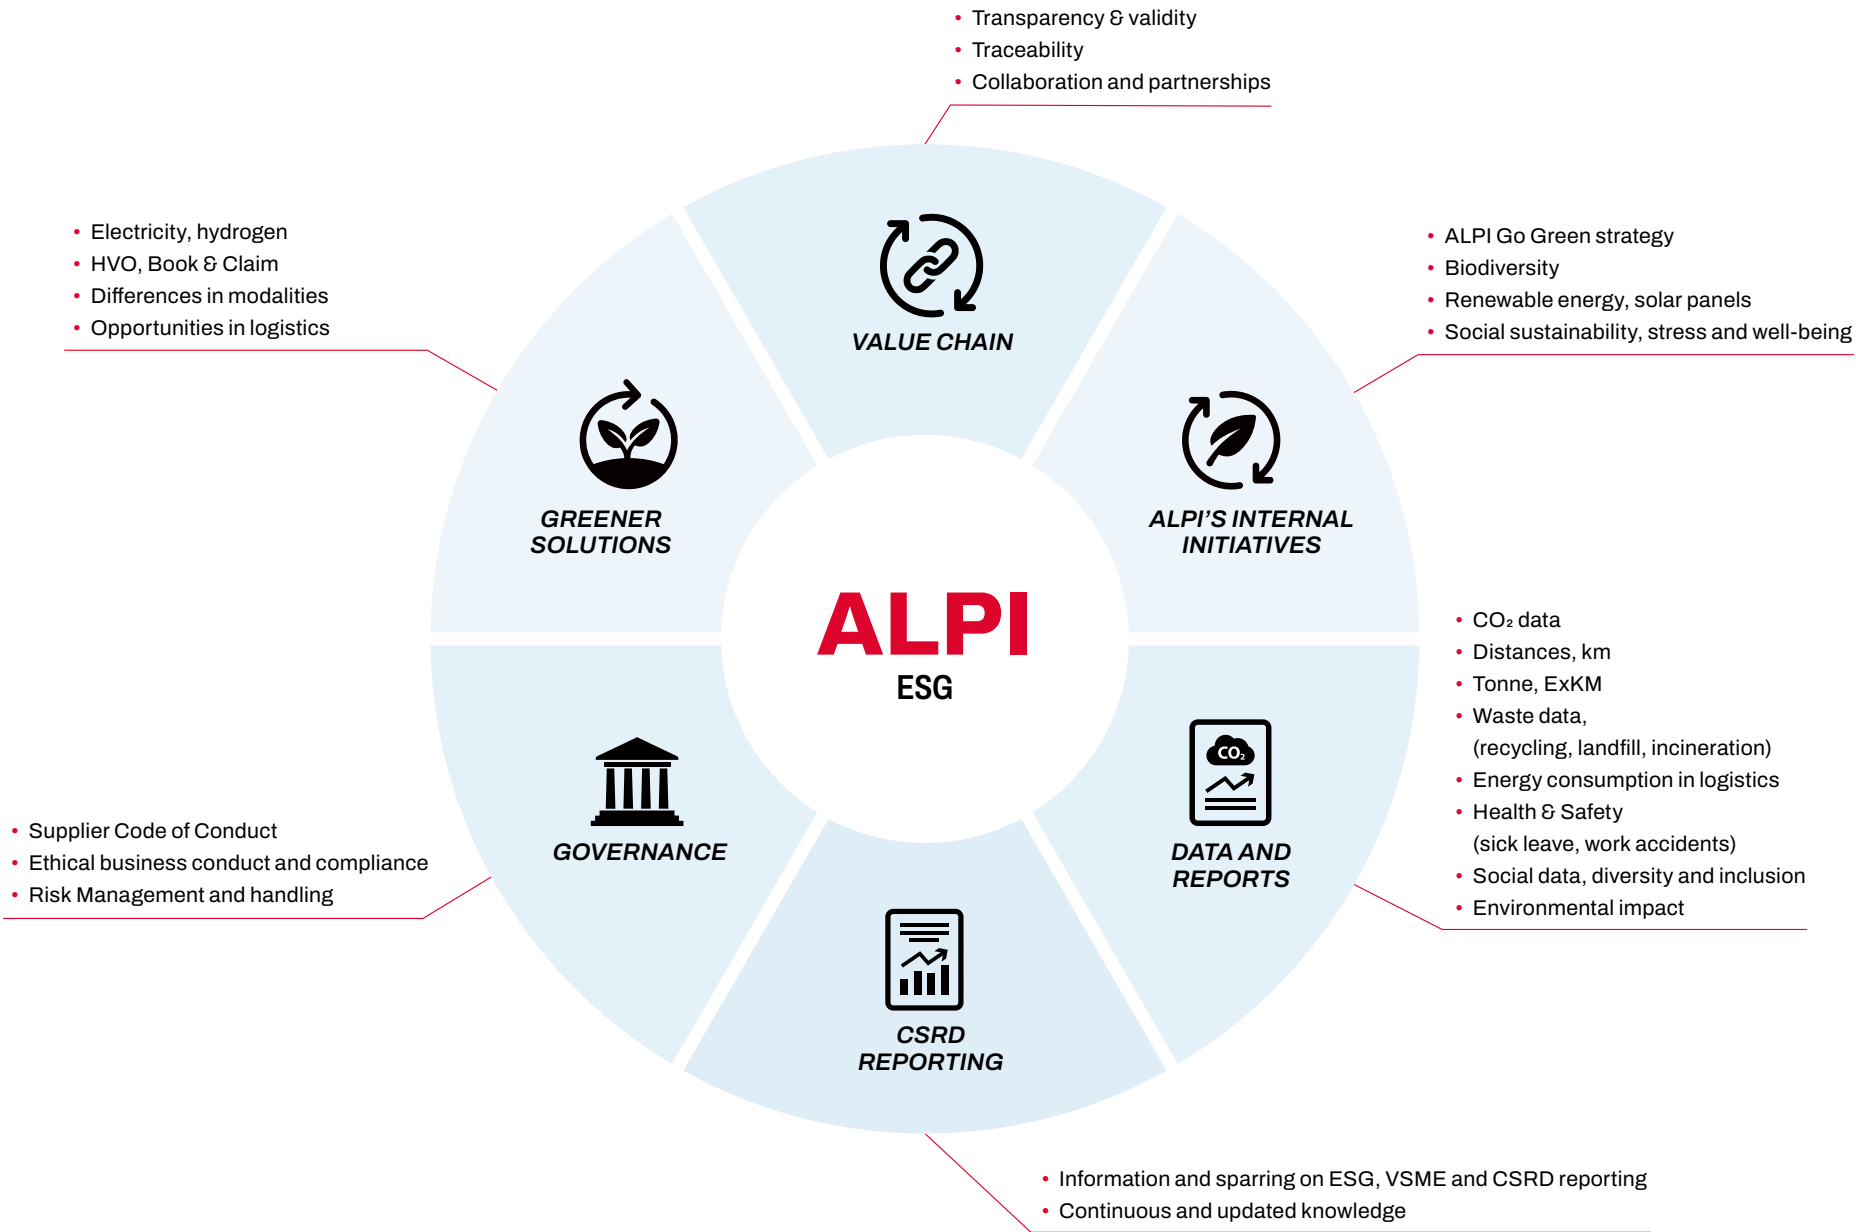 • Transparency & validity
• Traceability
• Collaboration and partnerships
• Electricity, hydrogen
• HVO, Book & Claim
• Differences in modalities
• Opportunities in logistics
• ALPI Go Green strategy
• Biodiversity
• Renewable energy, solar panels
• Social sustainability, stress and well-being
VALUE CHAIN
GREENER
SOLUTIONS
ALPI'S INTERNAL
INITIATIVES
ALPI
ESG
• CO₂ data
• Distances, km
• Tonne, ExKM
• Waste data,
(recycling, landfill, incineration)
• Energy consumption in logistics
• Health & Safety
(sick leave, work accidents)
• Social data, diversity and inclusion
• Environmental impact
CO₂
DATA AND
REPORTS
GOVERNANCE
• Supplier Code of Conduct
• Ethical business conduct and compliance
• Risk Management and handling
CSRD
REPORTING
• Information and sparring on ESG, VSME and CSRD reporting
• Continuous and updated knowledge